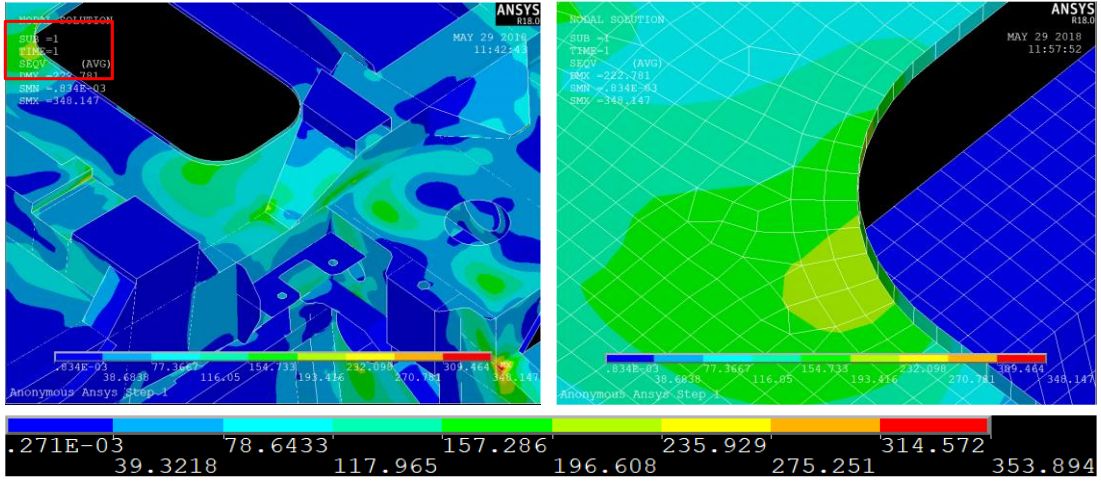 ANSYS
R18.0
NODAL SOLUTION
MAY 29 2018
11:42:43
SUB =1
TIME=1
SEQV (AVG)
DMX =222.781
SMN =.834E-03
SMX =348.147
.834E-03 77.3667 154.733 232.098 309.464
38.6838 116.05 193.416 270.781 348.147
Anonymous Ansys Step 1
ANSYS
R18.0
NODAL SOLUTION
MAY 29 2018
11:57:52
SUB =1
TIME=1
SEQV (AVG)
DMX =222.781
SMN =.834E-03
SMX =348.147
.834E-03 77.3667 154.733 232.098 309.464
38.6838 116.05 193.416 270.781 348.147
Anonymous Ansys Step 1
.271E-03 78.6433 157.286 235.929 314.572
39.3218 117.965 196.608 275.251 353.894